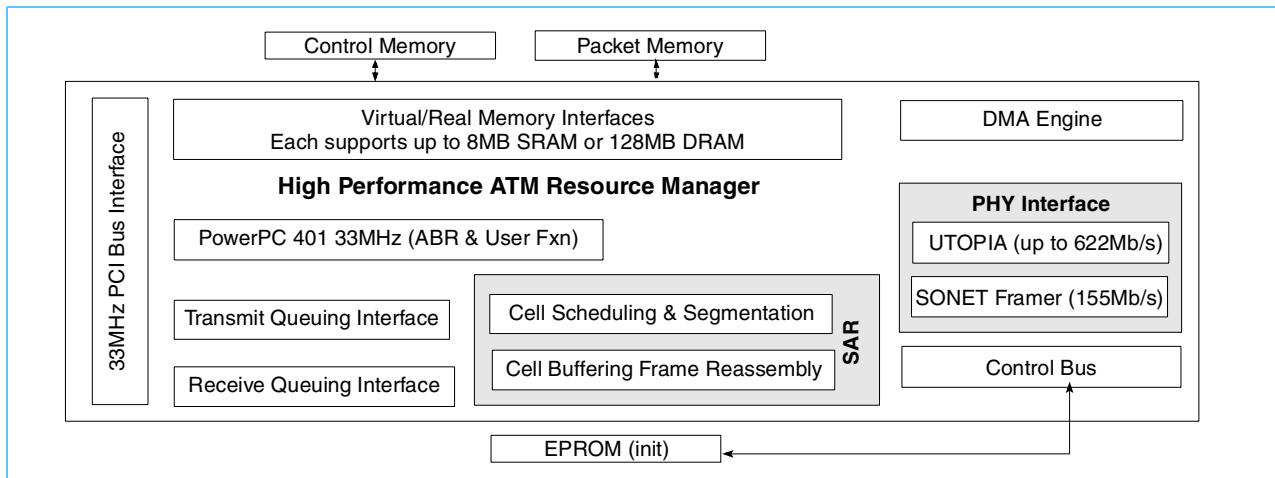 Control Memory
Packet Memory
33MHz PCI Bus Interface
Virtual/Real Memory Interfaces
Each supports up to 8MB SRAM or 128MB DRAM
DMA Engine
High Performance ATM Resource Manager
PHY Interface
UTOPIA (up to 622Mb/s)
SONET Framer (155Mb/s)
PowerPC 401 33MHz (ABR & User Fxn)
Transmit Queuing Interface
Receive Queuing Interface
Cell Scheduling & Segmentation
Cell Buffering Frame Reassembly
SAR
Control Bus
EPROM (init)